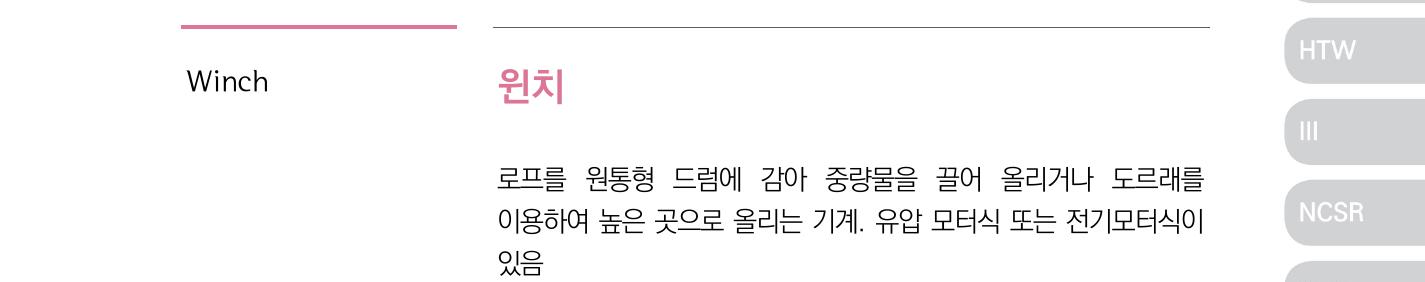 Winch
윈치
로프를 원통형 드럼에 감아 중량물을 끌어 올리거나 도르래를
이용하여 높은 곳으로 올리는 기계. 유압 모터식 또는 전기모터식이
있음
HTW
III
NCSR